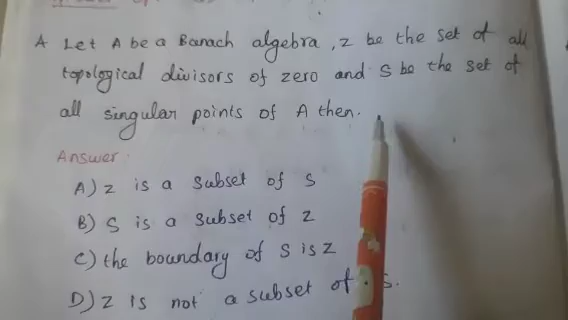 A Let A be a Banach algebra, z be the set of all
topological divisors of zero and S be the set of
all singular points of A then.
Answer:
A) z is a subset of S
B) S is a subset of z
C) the boundary of S is z
D) z is not a subset of S.